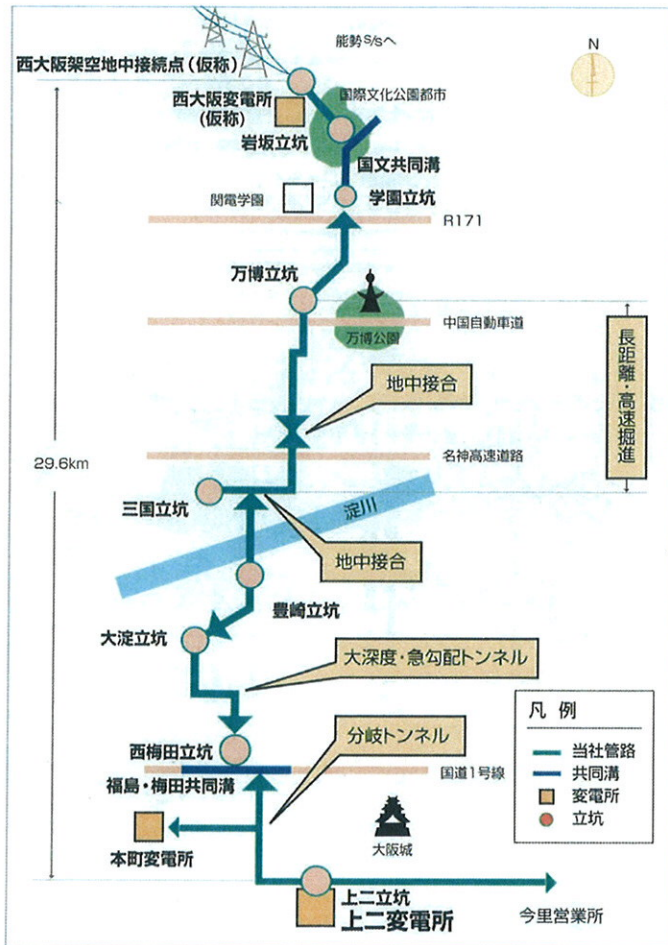 能勢S/Sへ
N
西大阪架空地中接続点(仮称)
西大阪変電所
(仮称)
国際文化公園都市
岩坂立坑
国文共同溝
関電学園
学園立坑
R171
万博立坑
中国自動車道
万博公園
長距離・高速掘進
地中接合
名神高速道路
29.6km
三国立坑
淀川
地中接合
豊崎立坑
大淀立坑
大深度・急勾配トンネル
西梅田立坑
分岐トンネル
国道1号線
福島・梅田共同溝
本町変電所
大阪城
上二立坑
上二変電所
今里営業所
凡 例
当社管路
共同溝
変電所
立坑